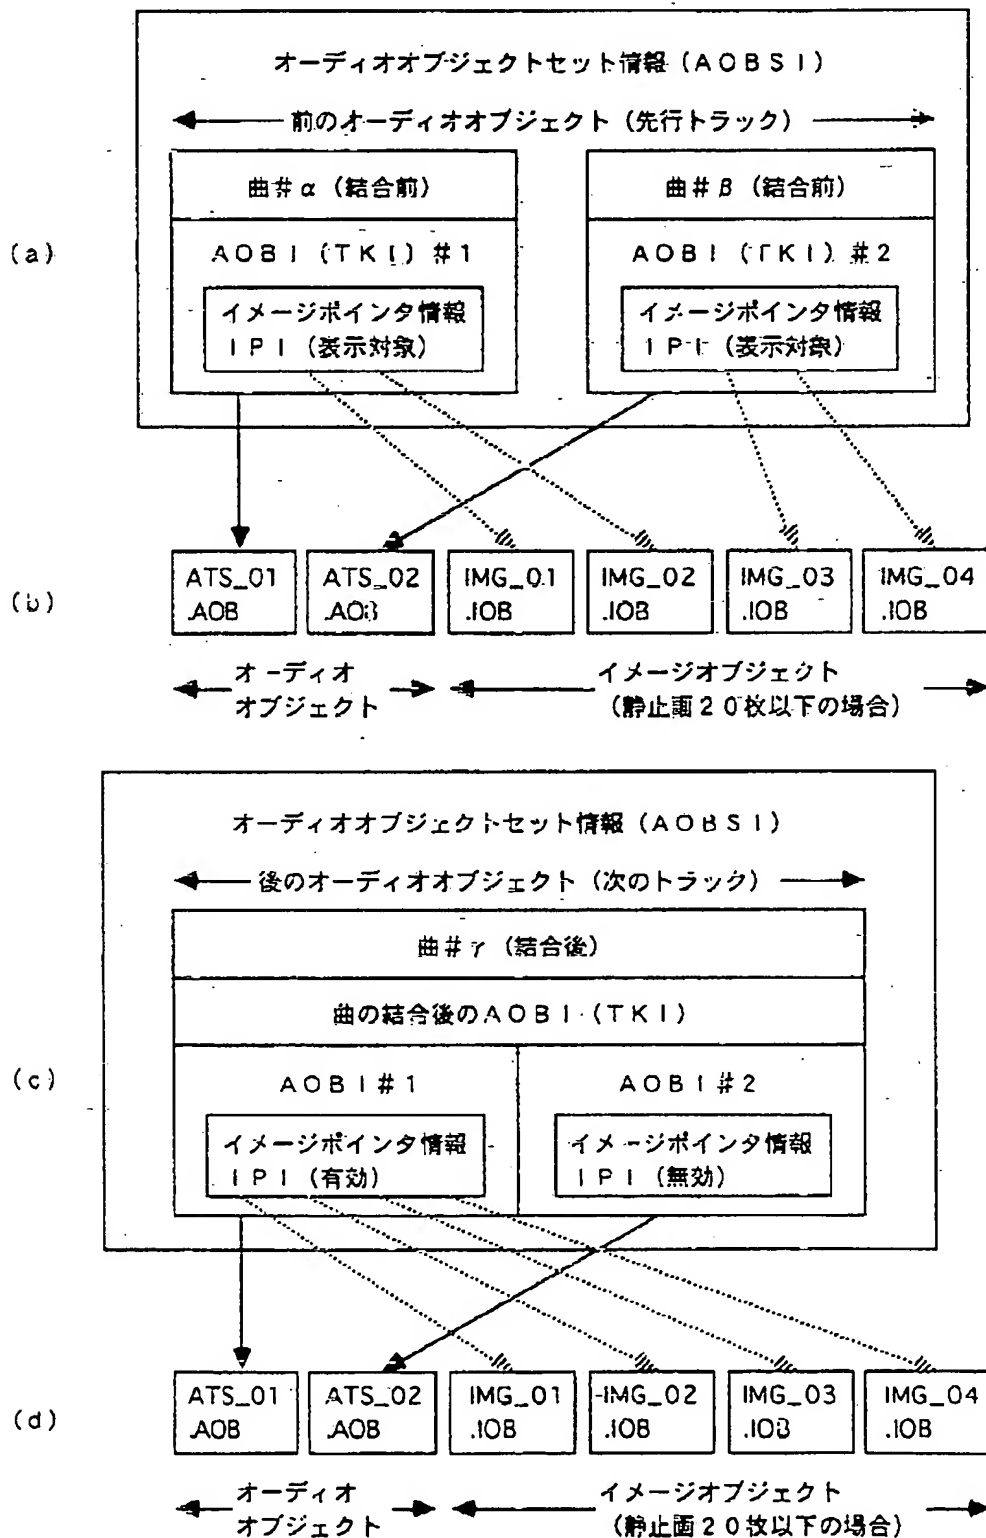 オーディオオブジェクトセット情報（ＡＯＢＳＩ）
前のオーディオオブジェクト（先行トラック）
曲＃α（結合前）
曲＃β（結合前）
(a)
ＡＯＢＩ（ＴＫＩ）＃１
ＡＯＢＩ（ＴＫＩ）＃２
イメージポインタ情報
ＩＰＩ（表示対象）
イメージポインタ情報
ＩＰＩ（表示対象）
(b)
ATS_01
.AOB
ATS_02
.AOB
IMG_01
.IOB
IMG_02
.IOB
IMG_03
.IOB
IMG_04
.IOB
オーディオ
オブジェクト
イメージオブジェクト
（静止画２０枚以下の場合）
オーディオオブジェクトセット情報（ＡＯＢＳＩ）
後のオーディオオブジェクト（次のトラック）
曲＃γ（結合後）
曲の結合後のＡＯＢＩ（ＴＫＩ）
(c)
ＡＯＢＩ＃１
ＡＯＢＩ＃２
イメージポインタ情報
ＩＰＩ（有効）
イメージポインタ情報
ＩＰＩ（無効）
(d)
ATS_01
.AOB
ATS_02
.AOB
IMG_01
.IOB
IMG_02
.IOB
IMG_03
.IOB
IMG_04
.IOB
オーディオ
オブジェクト
イメージオブジェクト
（静止画２０枚以下の場合）